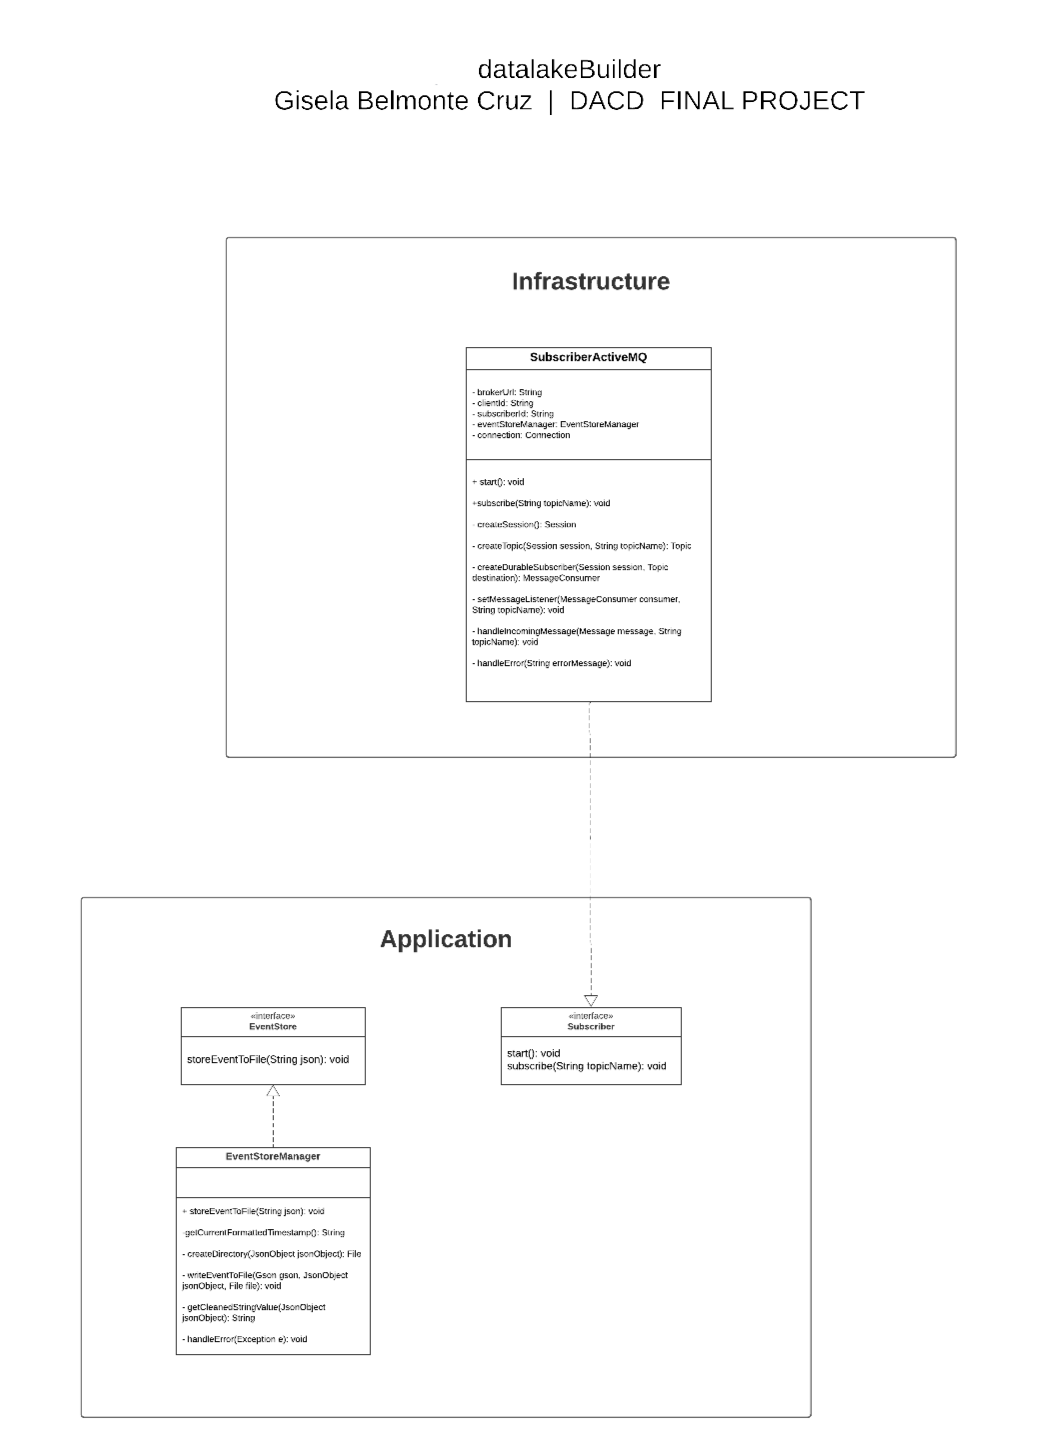 datalakeBuilder
Gisela Belmonte Cruz | DACD FINAL PROJECT
Infrastructure
SubscriberActiveMQ
- brokerUrl: String
- clientId: String
- subscriberId: String
- eventStoreManager: EventStoreManager
- connection: Connection
+ start(): void
+subscribe(String topicName): void
- createSession(): Session
- createTopic(Session session, String topicName): Topic
- createDurableSubscriber(Session session, Topic
destination): MessageConsumer
- setMessageListener(MessageConsumer consumer,
String topicName): void
- handleIncomingMessage(Message message, String
topicName): void
- handleError(String errorMessage): void
Application
«interface»
EventStore
storeEventToFile(String json): void
«interface»
Subscriber
start(): void
subscribe(String topicName): void
EventStoreManager
+ storeEventToFile(String json): void
-getCurrentFormattedTimestamp(): String
- createDirectory(JsonObject jsonObject): File
- writeEventToFile(Gson gson, JsonObject
jsonObject, File file): void
- getCleanedStringValue(JsonObject
jsonObject): String
- handleError(Exception e): void